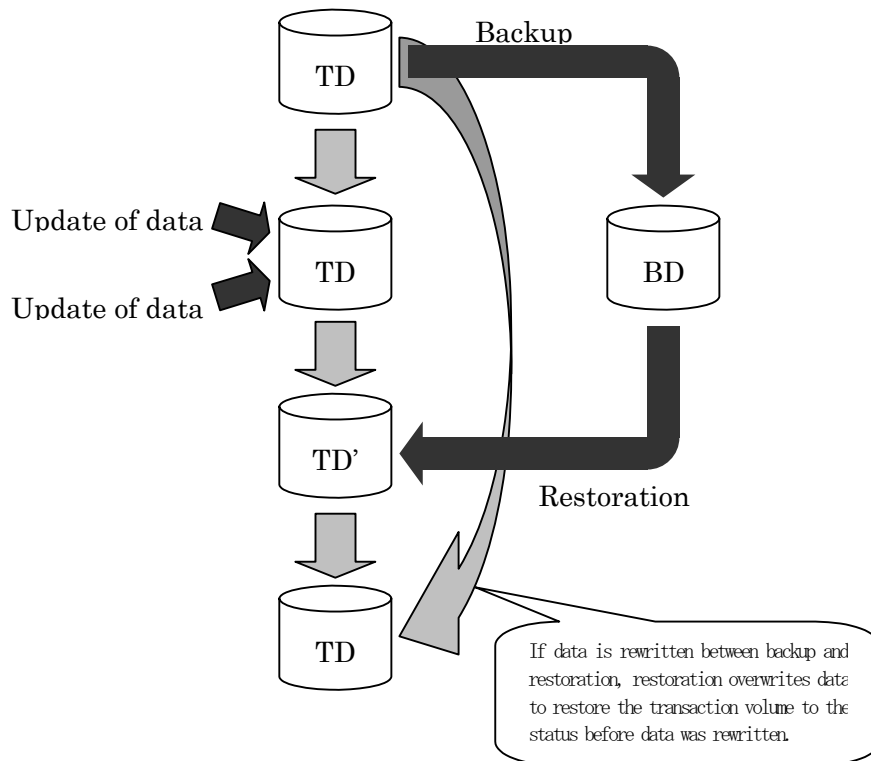 Backup
TD
Update of data
TD
BD
Update of data
TD’
Restoration
TD
If data is rewritten between backup and
restoration, restoration overwrites data
to restore the transaction volume to the
status before data was rewritten.